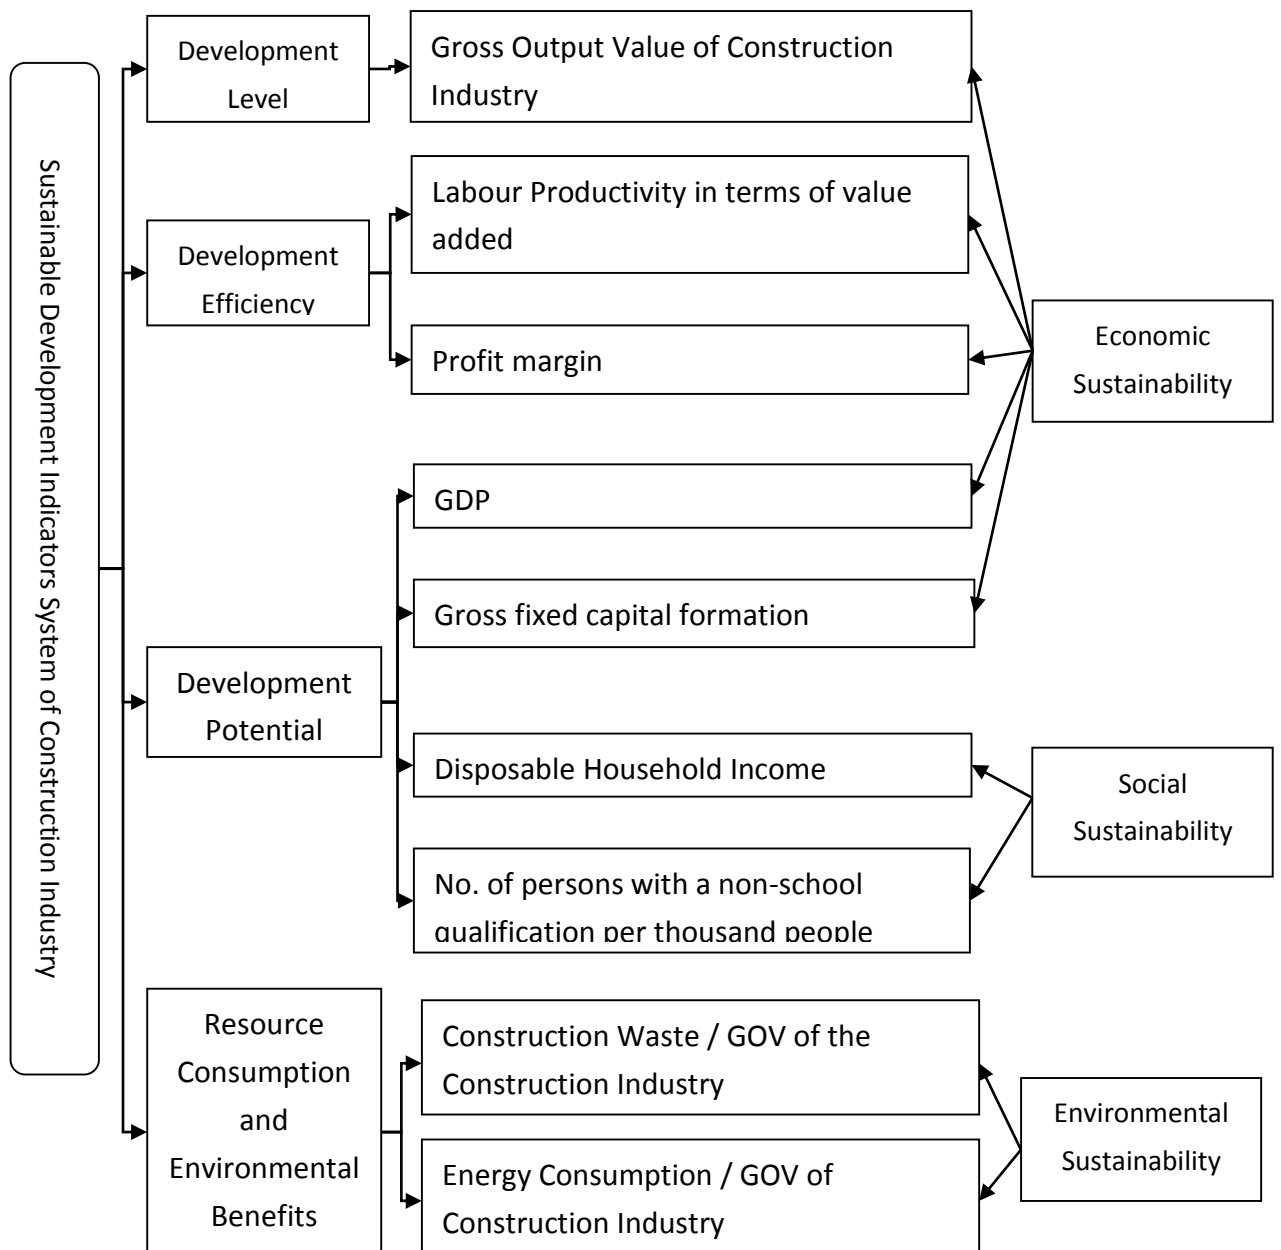 Sustainable Development Indicators System of Construction Industry
Development
Level
Gross Output Value of Construction
Industry
Development
Efficiency
Labour Productivity in terms of value
added
Profit margin
Economic
Sustainability
Development
Potential
GDP
Gross fixed capital formation
Disposable Household Income
No. of persons with a non-school
qualification per thousand people
Social
Sustainability
Resource
Consumption
and
Environmental
Benefits
Construction Waste / GOV of the
Construction Industry
Energy Consumption / GOV of
Construction Industry
Environmental
Sustainability